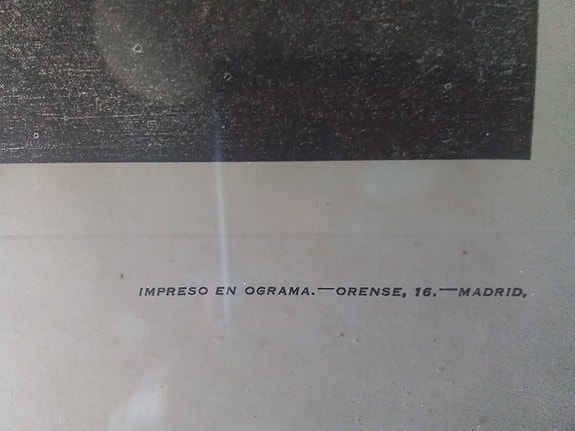 IMPRESO EN OGRAMA.—ORENSE, 16.—MADRID.